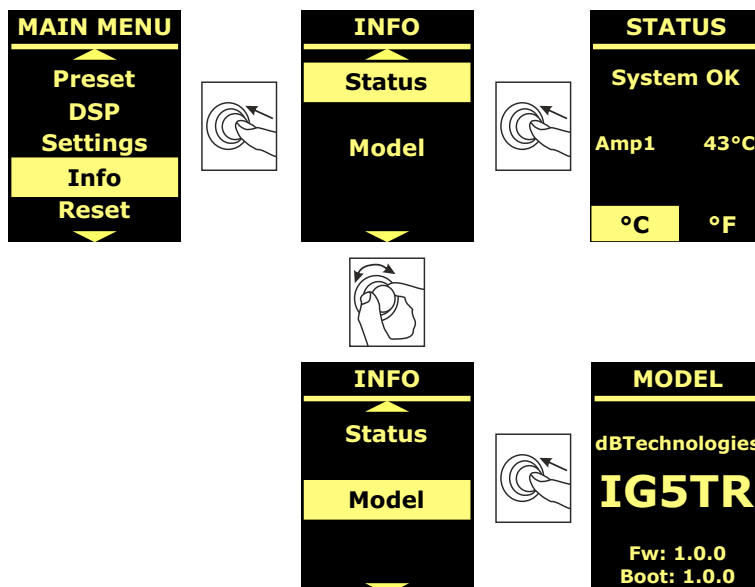 MAIN MENU
Preset
DSP
Settings
Info
Reset
INFO
Status
Model
STATUS
System OK
Amp1 43°C
°C °F
INFO
Status
Model
MODEL
dBTechnologies
IG5TR
Fw: 1.0.0
Boot: 1.0.0